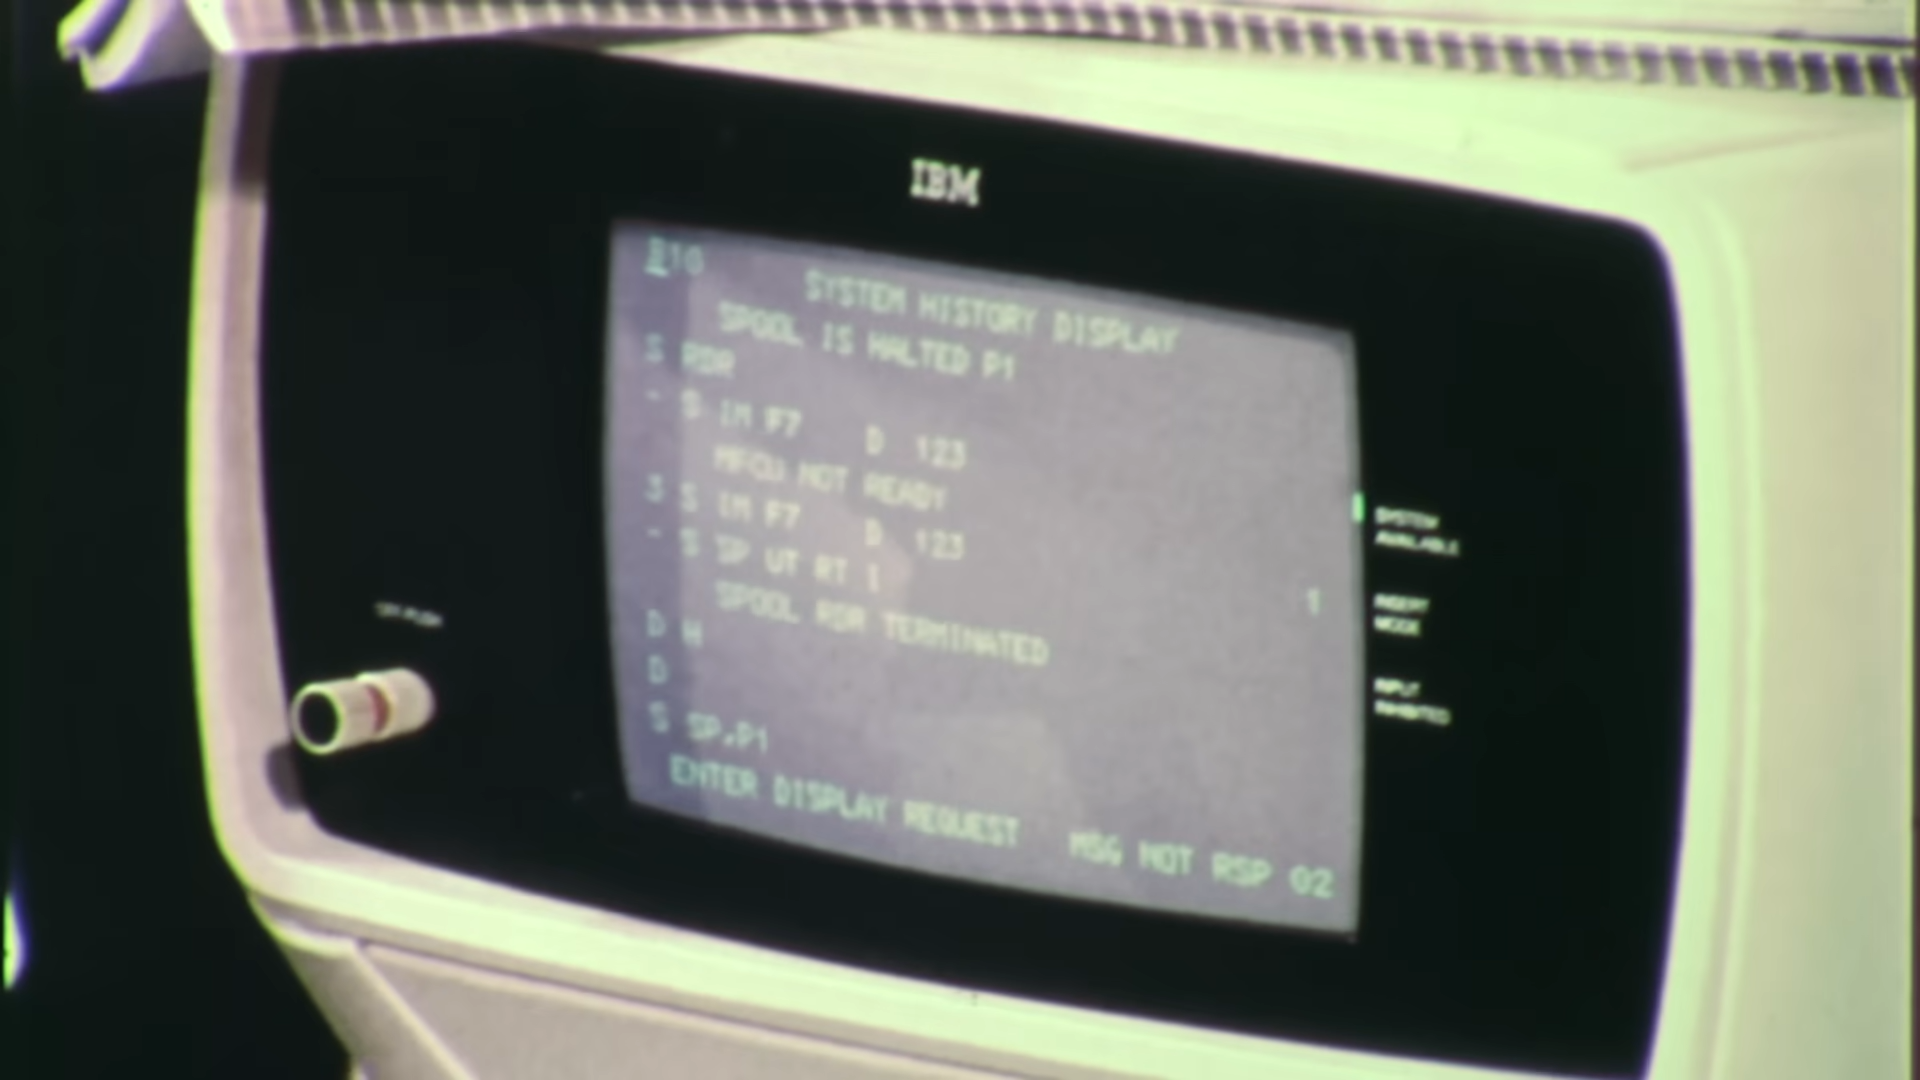 IBM
SYSTEM HISTORY DISPLAY
SPOOL IS HALTED P1
S RDR
- S IM F7 D 123
MFCU NOT READY
3 S IM F7 D 123
- S SP UT RT 1
1
SPOOL RDR TERMINATED
D H
D
S SP,P1
ENTER DISPLAY REQUEST MSG NOT RSP 02
SYSTEM
AVAILABLE
INSERT
MODE
INPUT
INHIBITED